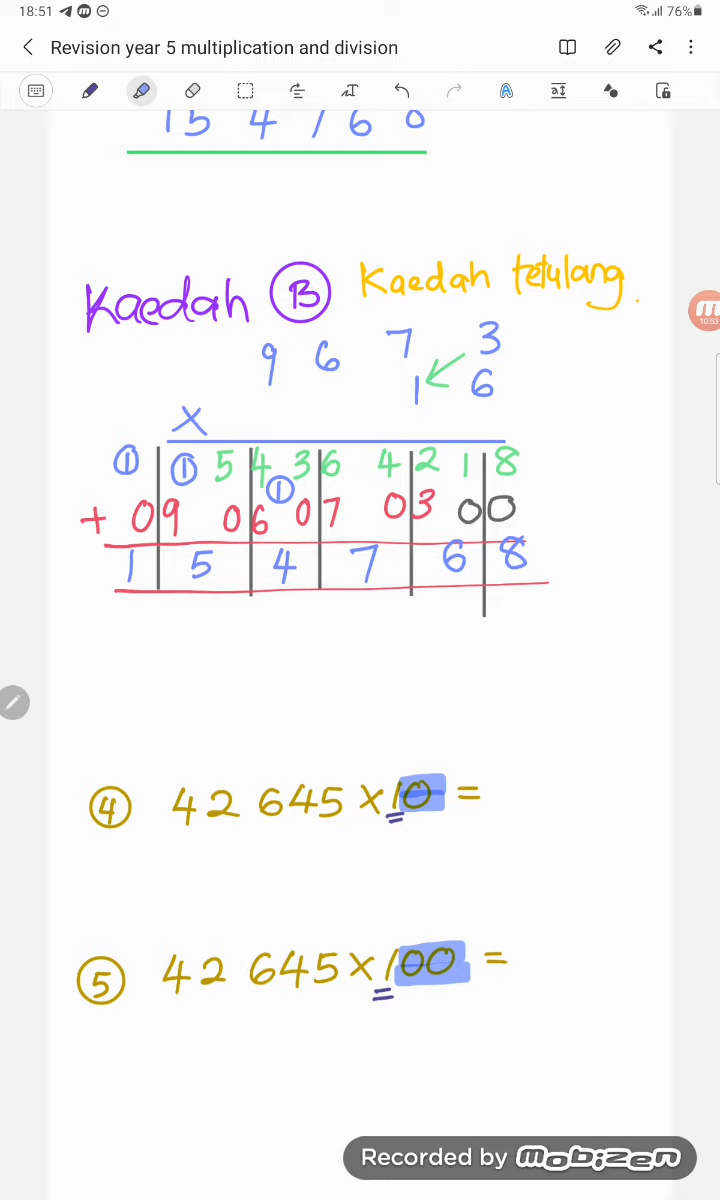 18:51 76%
Revision year 5 multiplication and division
15 4 7 6 8
Kaedah B Kaedah tetulang.
9 6 7 3
1 6
×
1 1 5 4 3 6 4 2 1 8
1
+ 0 9 0 6 0 7 0 3 0 0
1 5 4 7 6 8
4 42 645 × 10 =
5 42 645 × 100 =
10:53
Recorded by mobizen